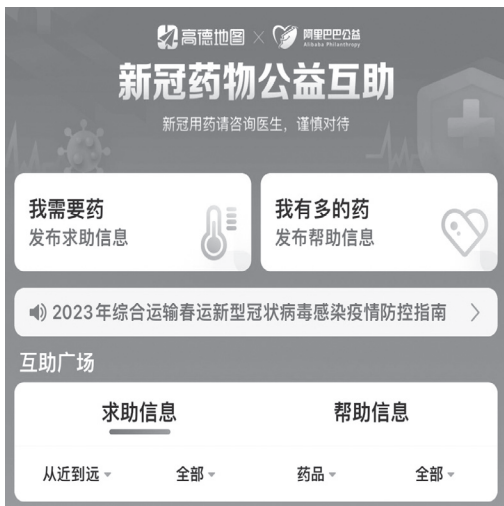 高德地图 × 阿里巴巴公益
Alibaba Philanthropy
新冠药物公益互助
新冠用药请咨询医生，谨慎对待
我需要药
发布求助信息
我有多的药
发布帮助信息
2023年综合运输春运新型冠状病毒感染疫情防控指南
互助广场
求助信息 帮助信息
从近到远 全部 药品 全部